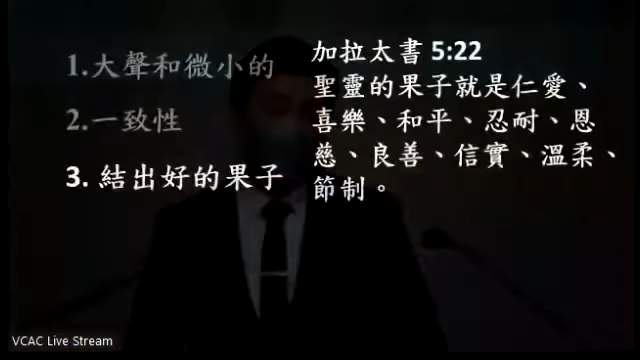 1.大聲和微小的
2.一致性
3. 結出好的果子
加拉太書 5:22
聖靈的果子就是仁愛、
喜樂、和平、忍耐、恩
慈、良善、信實、溫柔、
節制。
VCAC Live Stream